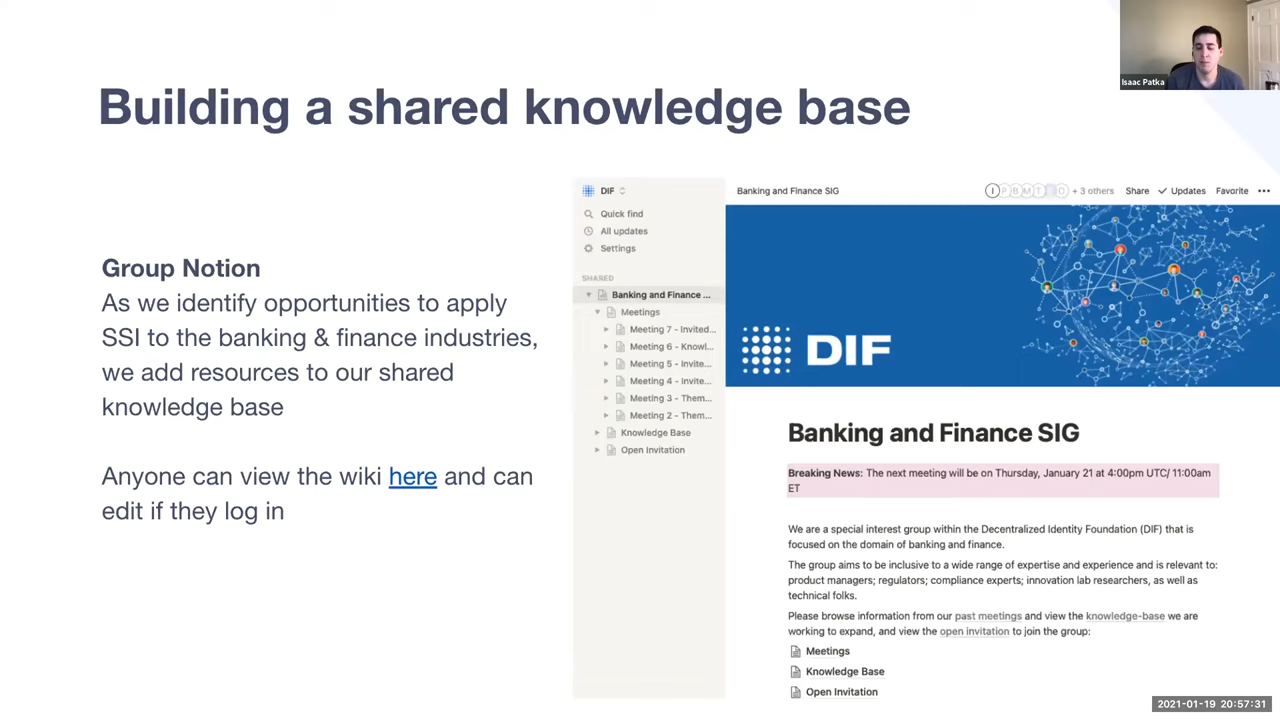 Isaac Patka
Building a shared knowledge base
Group Notion
As we identify opportunities to apply
SSI to the banking & finance industries,
we add resources to our shared
knowledge base
Anyone can view the wiki here and can
edit if they log in
DIF
Quick find
All updates
Settings
SHARED
Banking and Finance ...
Meetings
Meeting 7 - Invited...
Meeting 6 - Knowl...
Meeting 5 - Invite...
Meeting 4 - Invite...
Meeting 3 - Them...
Meeting 2 - Them...
Knowledge Base
Open Invitation
Banking and Finance SIG
I P B M T D + 3 others Share Updates Favorite •••
DIF
Banking and Finance SIG
Breaking News: The next meeting will be on Thursday, January 21 at 4:00pm UTC/ 11:00am
ET
We are a special interest group within the Decentralized Identity Foundation (DIF) that is
focused on the domain of banking and finance.
The group aims to be inclusive to a wide range of expertise and experience and is relevant to:
product managers; regulators; compliance experts; innovation lab researchers, as well as
technical folks.
Please browse information from our past meetings and view the knowledge-base we are
working to expand, and view the open invitation to join the group:
Meetings
Knowledge Base
Open Invitation
2021-01-19 20:57:31